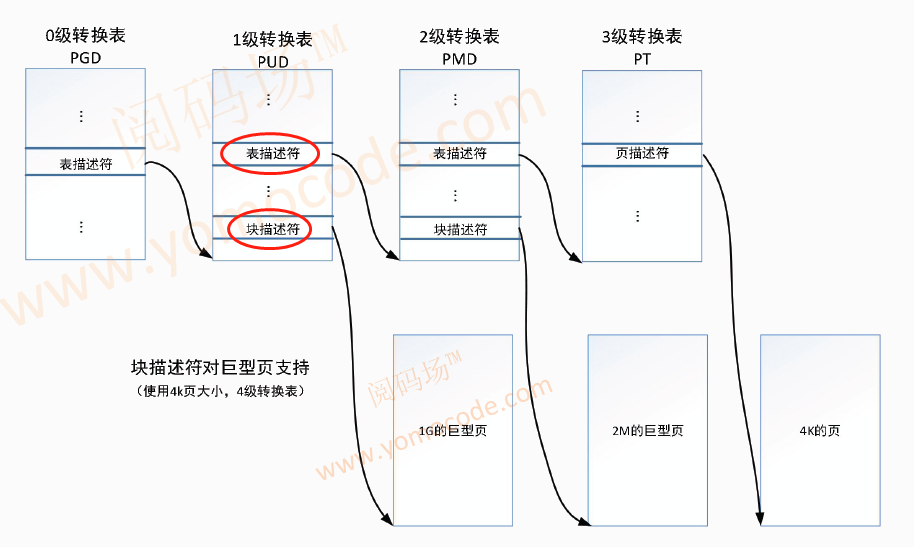 0级转换表
PGD
1级转换表
PUD
2级转换表
PMD
3级转换表
PT
⋮
⋮
⋮
⋮
表描述符
表描述符
表描述符
页描述符
⋮
⋮
⋮
⋮
块描述符
块描述符
阅码场™
www.yomocode.com
块描述符对巨型页支持
（使用4k页大小，4级转换表）
阅码场™
www.yomocode.com
1G的巨型页
2M的巨型页
4K的页